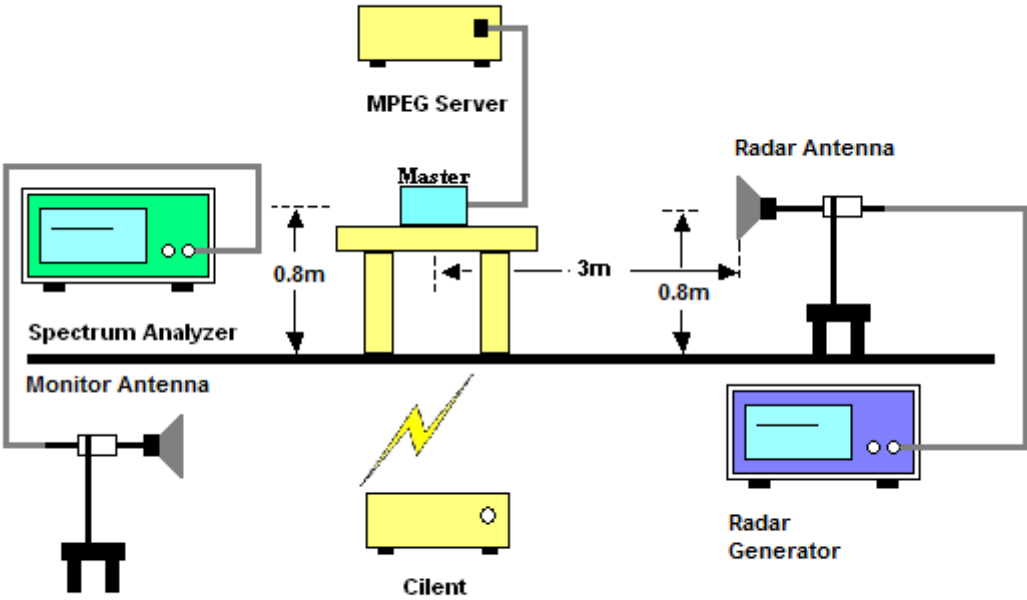 MPEG Server
Radar Antenna
Master
0.8m
3m
0.8m
Spectrum Analyzer
Monitor Antenna
Radar
Generator
Cilent